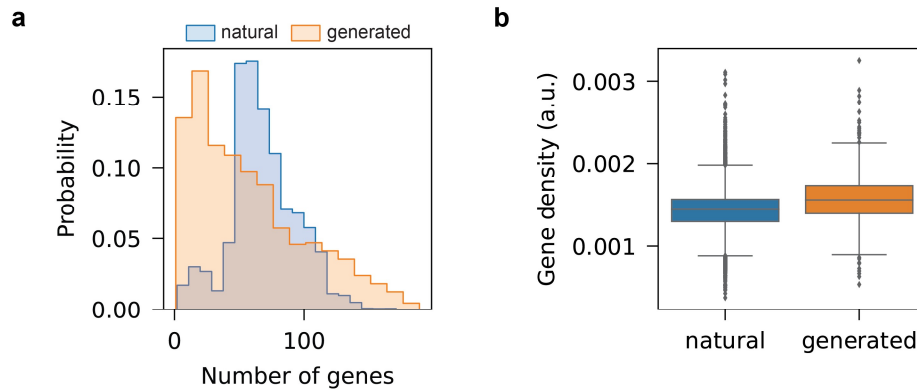 a
natural generated
0.15
0.10
0.05
0.00
Probability
0 100
Number of genes
b
0.003
0.002
0.001
Gene density (a.u.)
natural generated